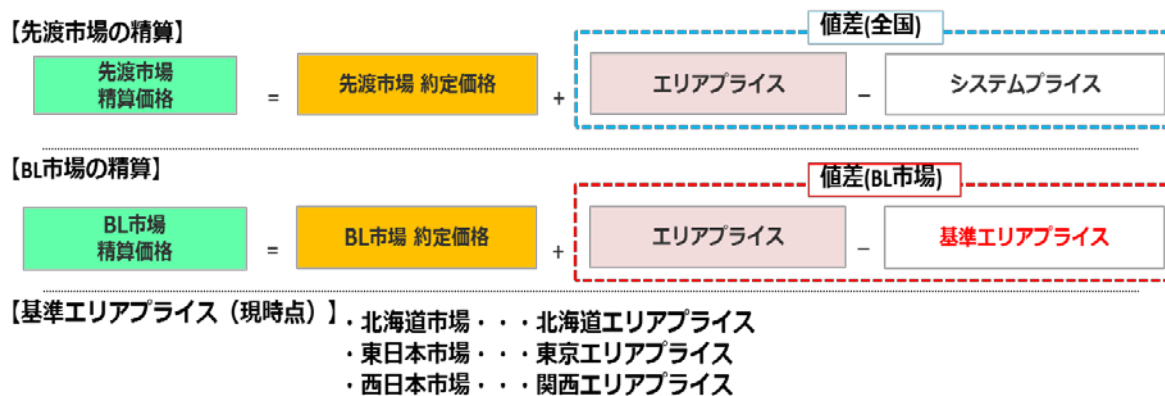 【先渡市場の精算】
値差(全国)
先渡市場
精算価格
=
先渡市場 約定価格
+
エリアプライス
−
システムプライス
【BL市場の精算】
値差(BL市場)
BL市場
精算価格
=
BL市場 約定価格
+
エリアプライス
−
基準エリアプライス
【基準エリアプライス（現時点）】
・北海道市場・・・北海道エリアプライス
・東日本市場・・・東京エリアプライス
・西日本市場・・・関西エリアプライス